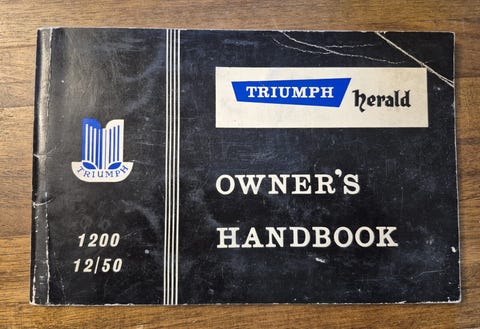 TRIUMPH herald
TRIUMPH
OWNER'S
HANDBOOK
1200
12/50